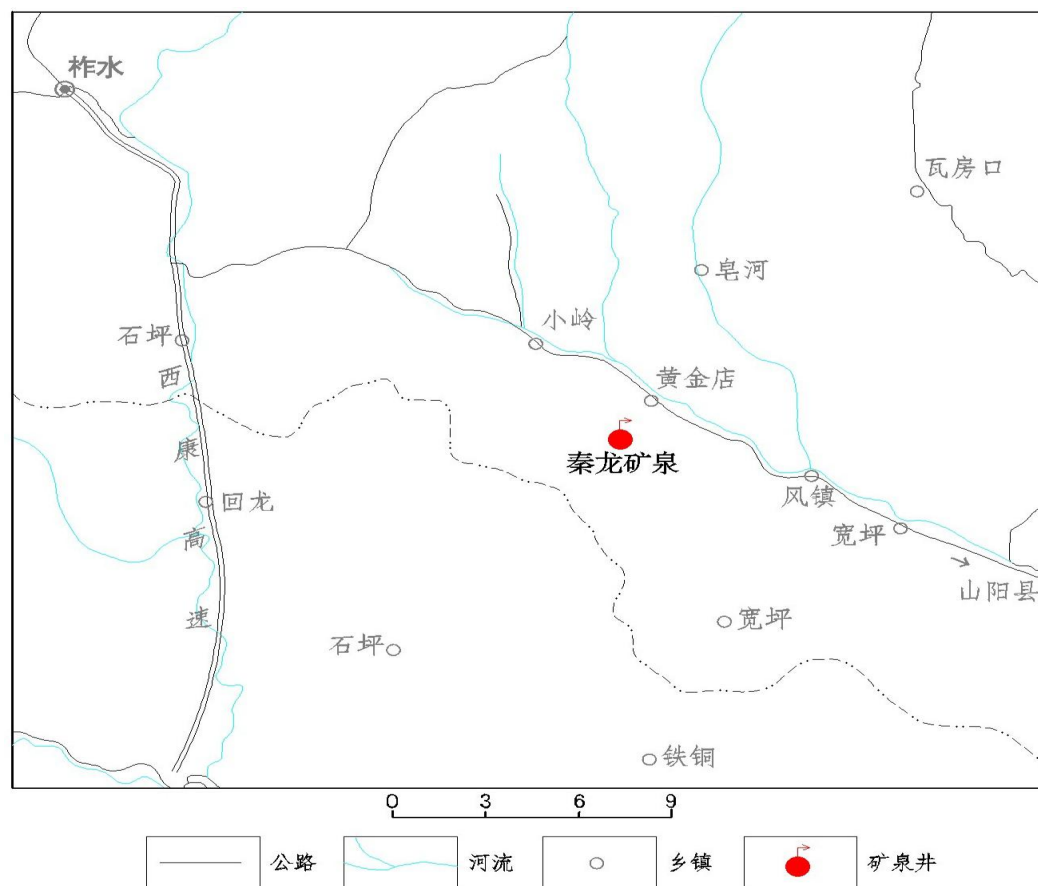 柞水
瓦房口
皂河
小岭
石坪
黄金店
西康高速
秦龙矿泉
风镇
回龙
宽坪
山阳县
宽坪
石坪
铁铜
0 3 6 9
公路
河流
乡镇
矿泉井